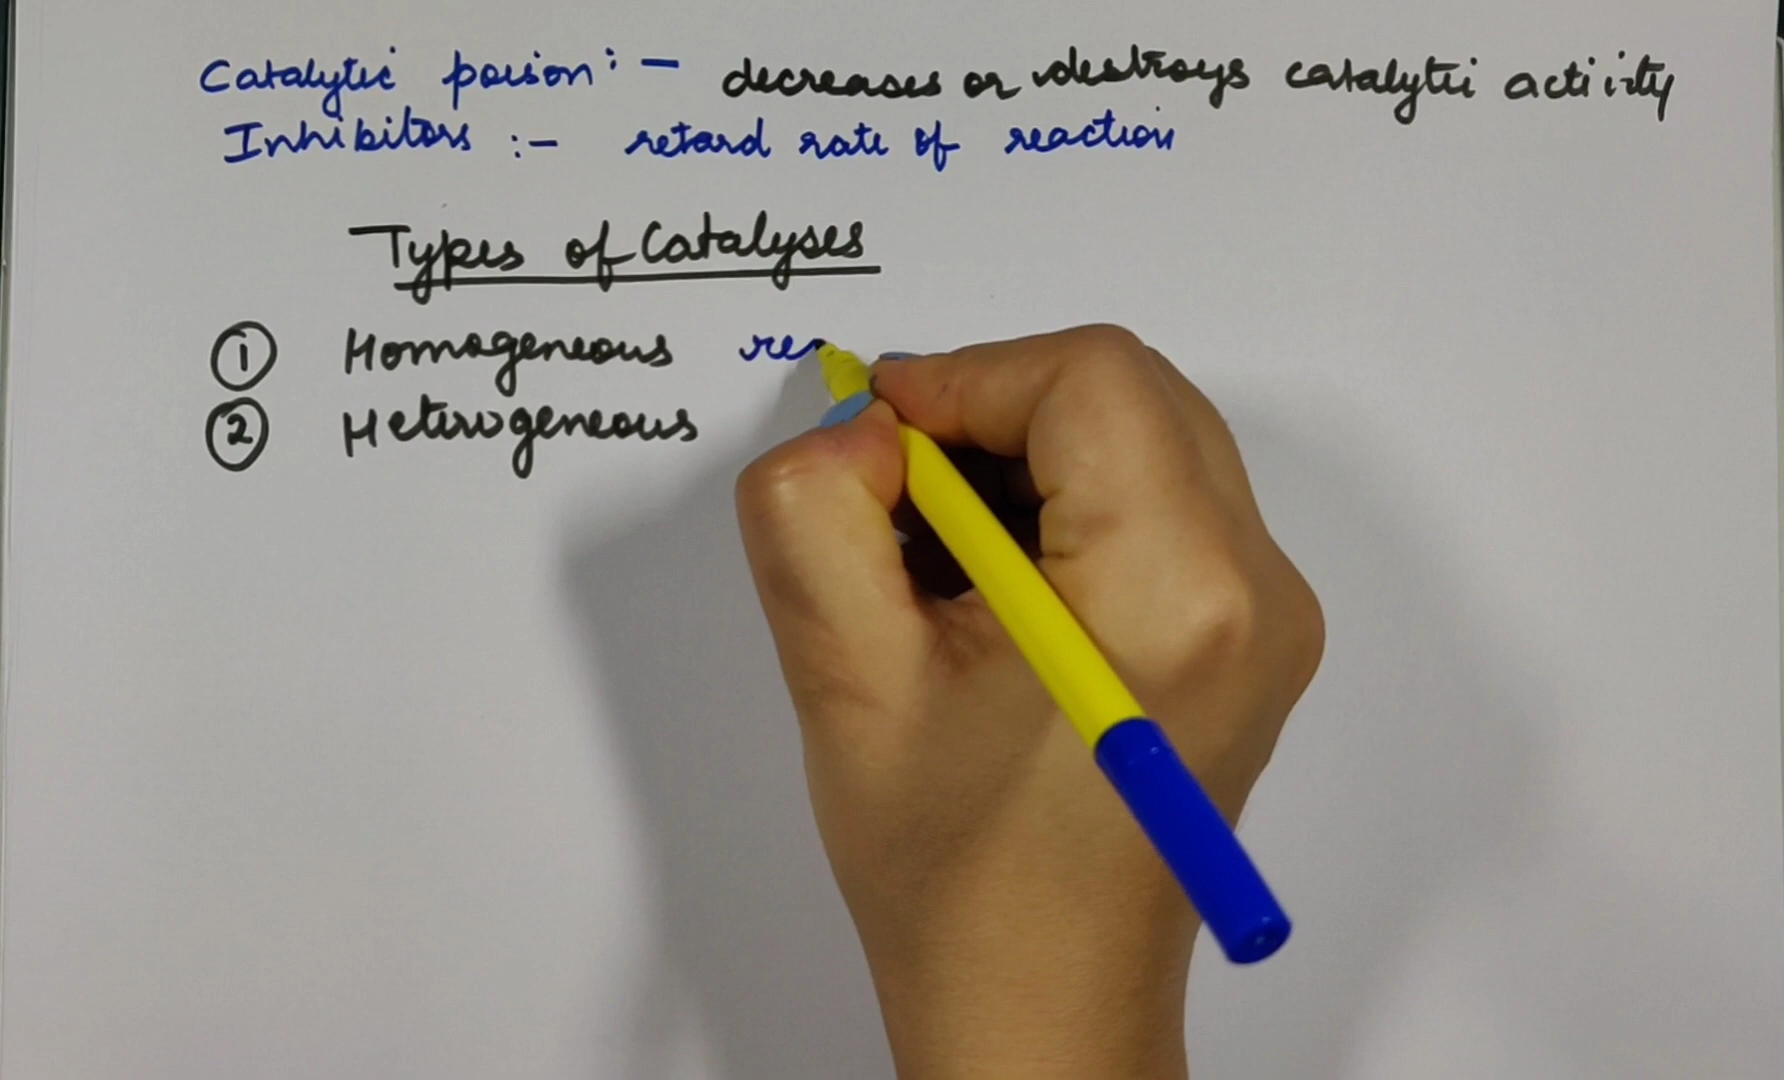 Catalytic poison :- decreases or destroys catalytic activity
Inhibitors :- retard rate of reaction
Types of Catalyses
① Homogeneous
② Heterogeneous